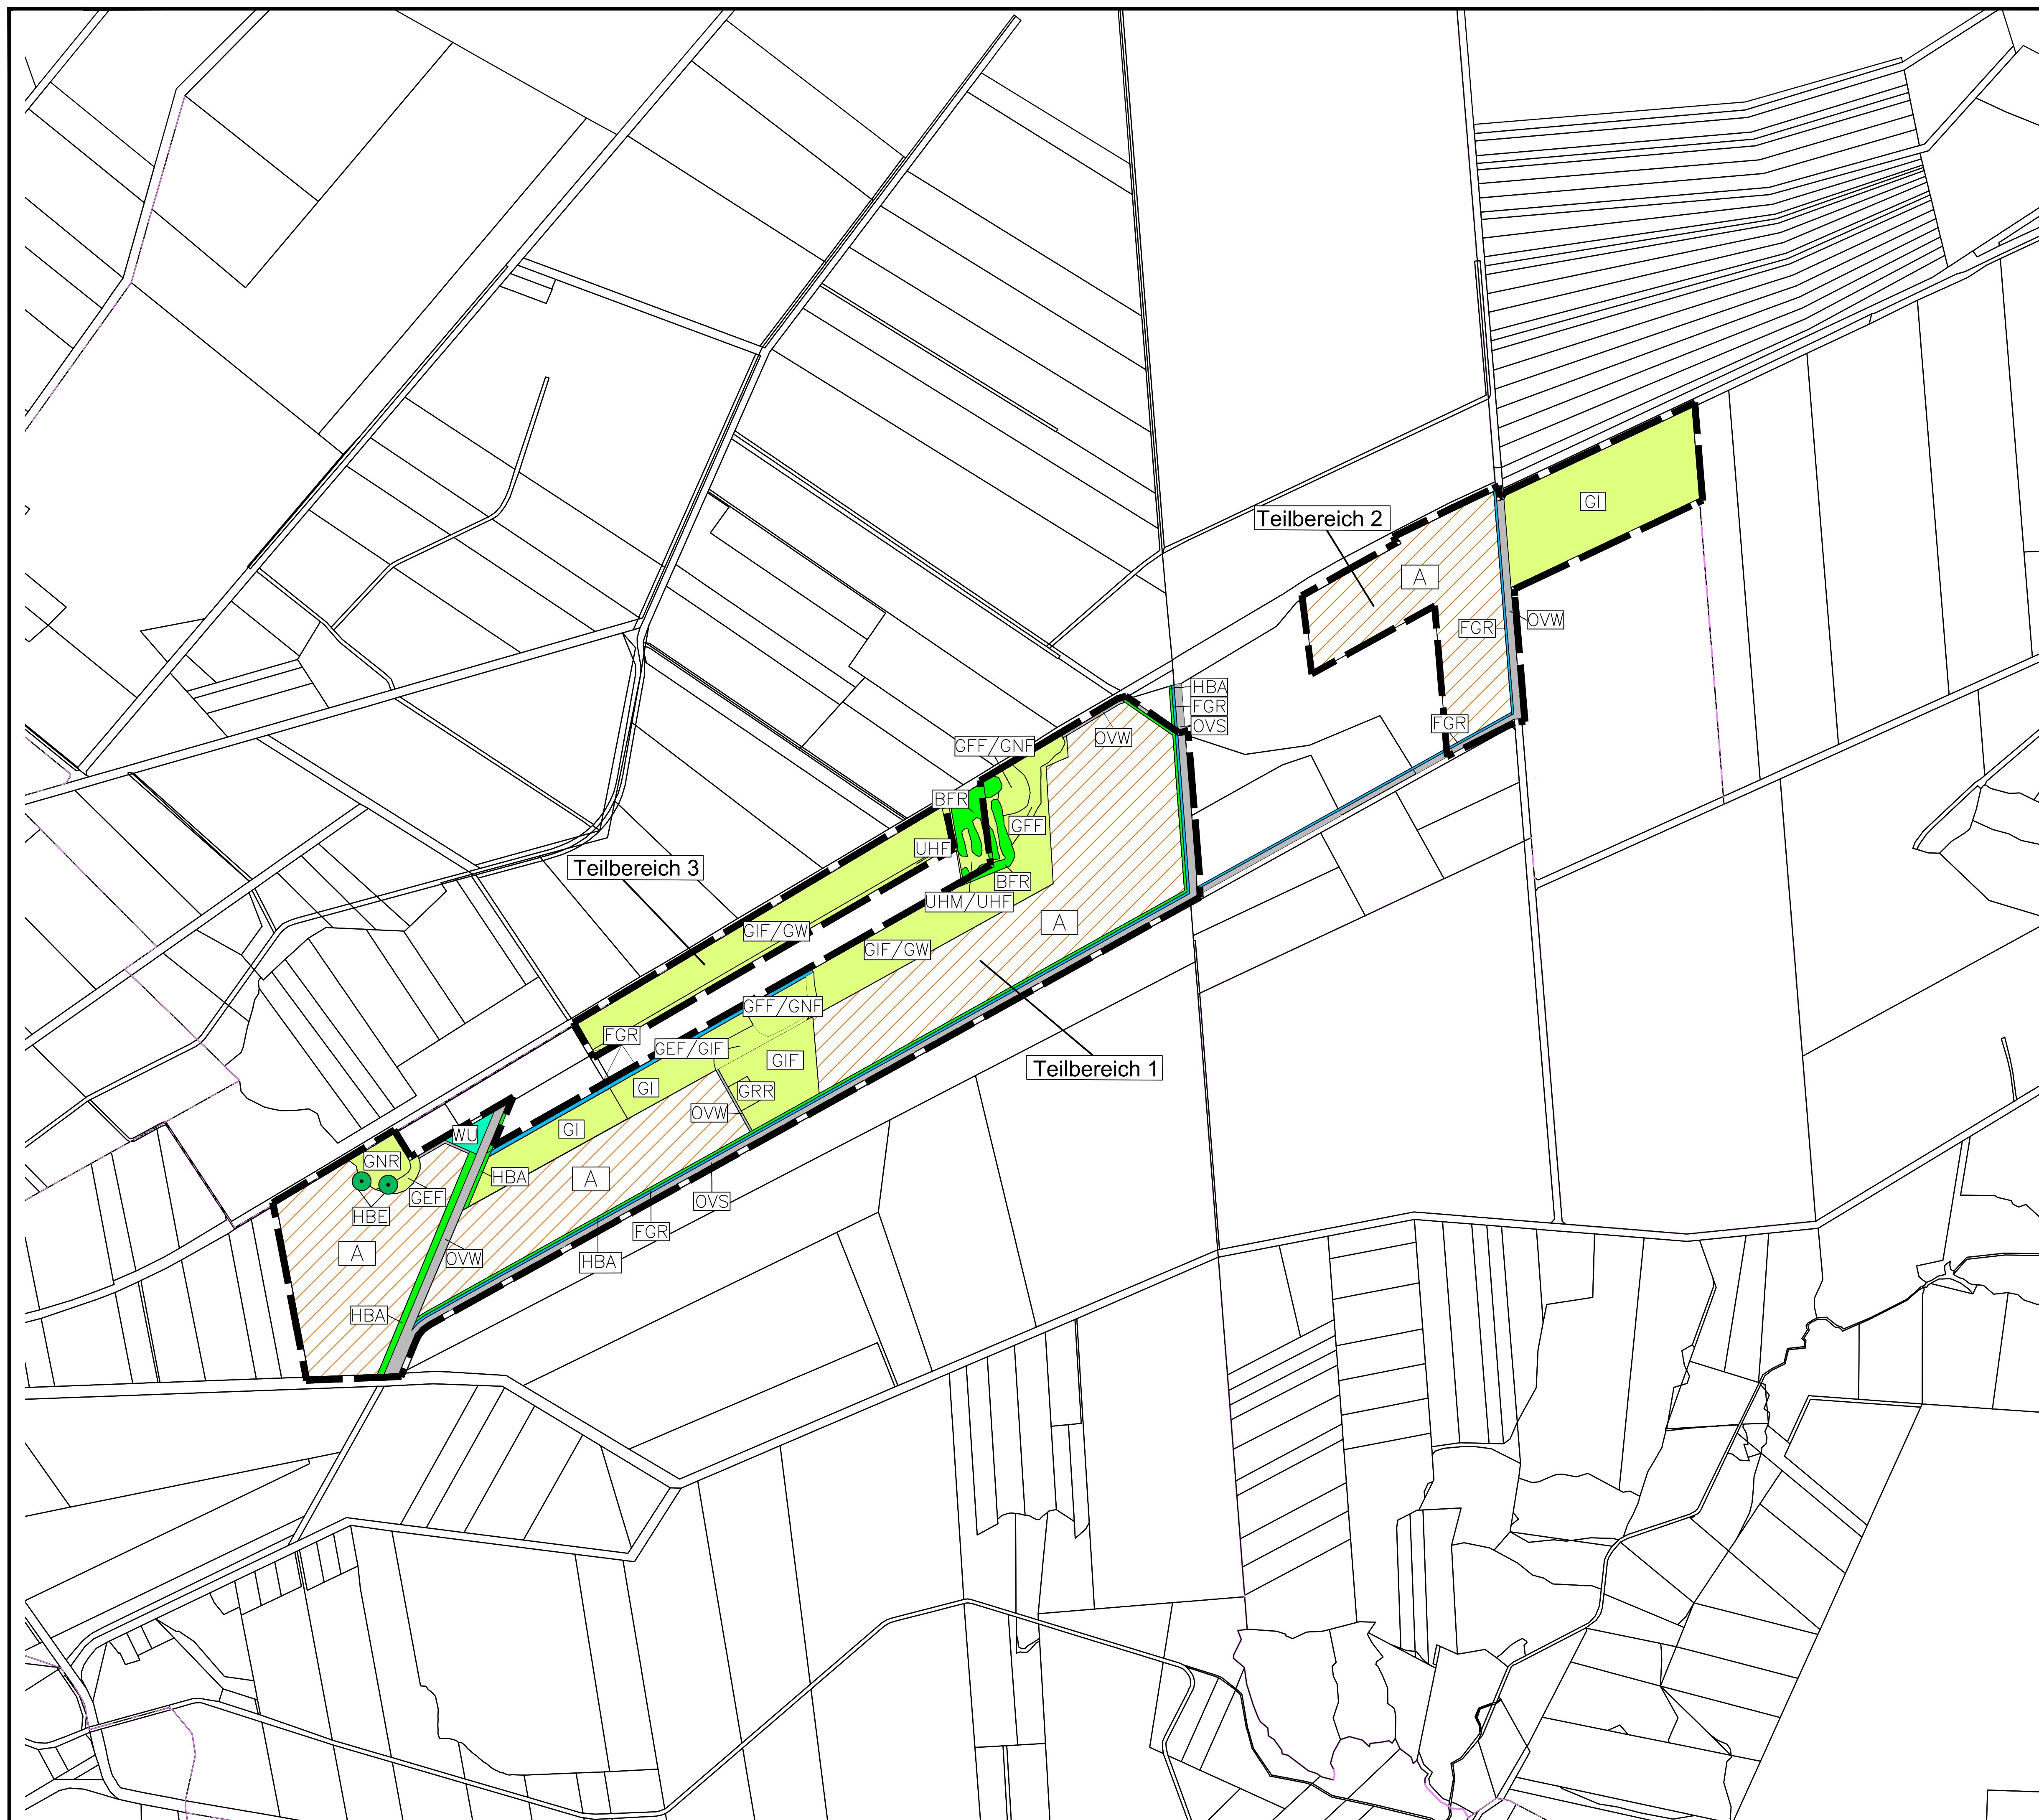 GI
Teilbereich 2
A
OVW
FGR
HBA
FGR
FGR
OVS
OVW
GFF/GNF
BFR
GFF
UHF
Teilbereich 3
BFR
UHM/UHF
A
GIF/GW
GIF/GW
GFF/GNF
FGR
GEF/GIF
GIF
Teilbereich 1
GI
GRR
OVW
GI
WU
GNR
HBA
A
GEF
OVS
HBE
FGR
A
OVW
HBA
HBA